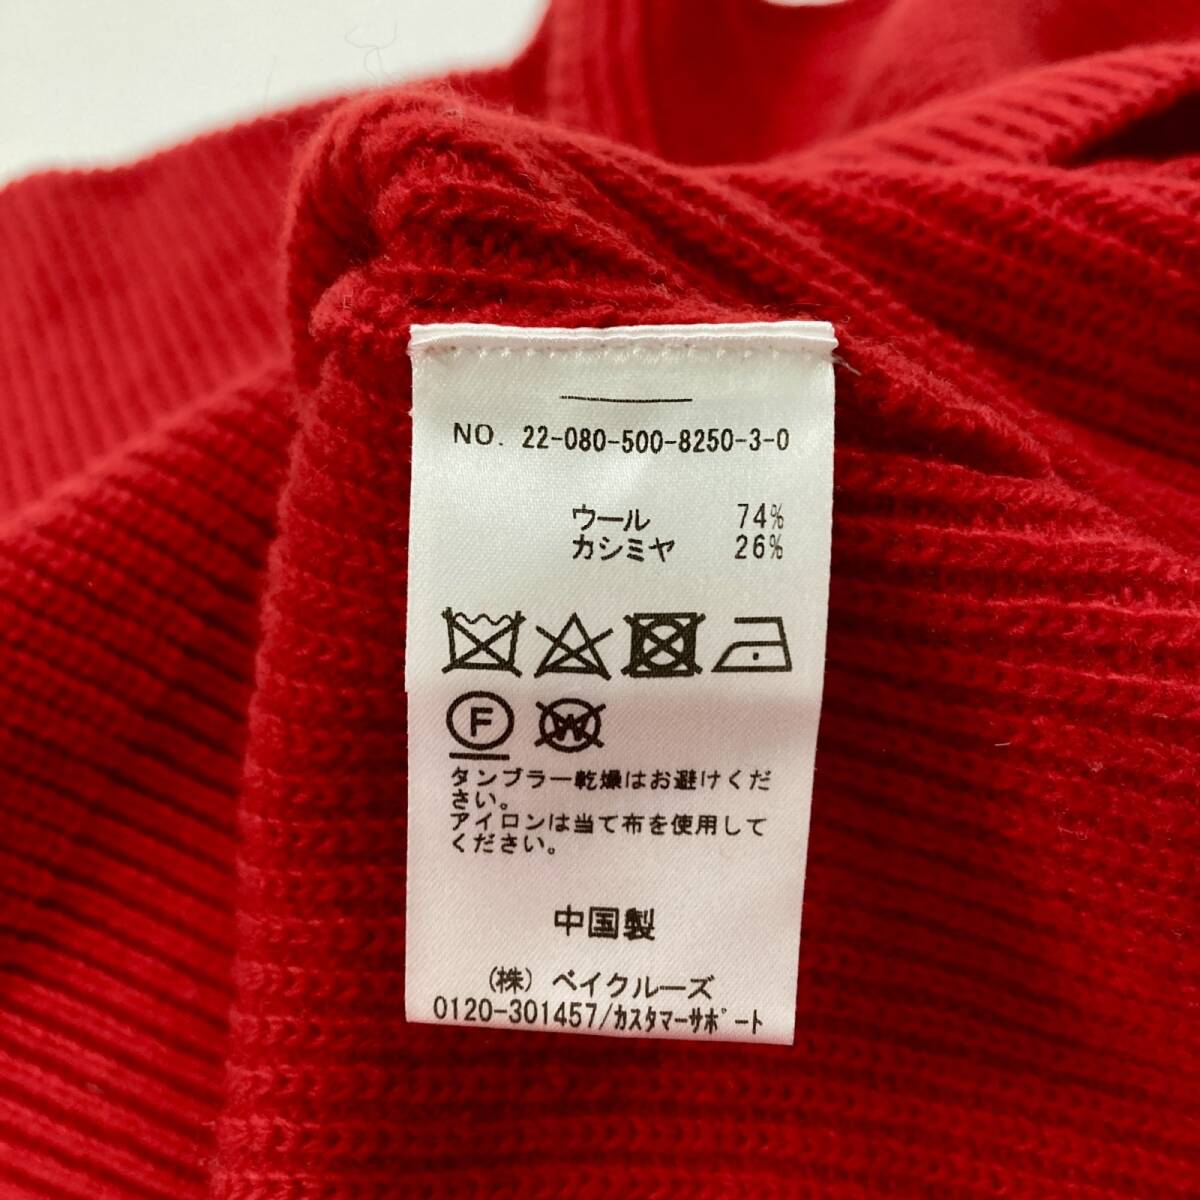 NO. 22-080-500-8250-3-0
ウール 74%
カシミヤ 26%
F W
タンブラー乾燥はお避けくだ
さい。
アイロンは当て布を使用して
ください。
中国製
(株) ベイクルーズ
0120-301457/カスタマーサポート